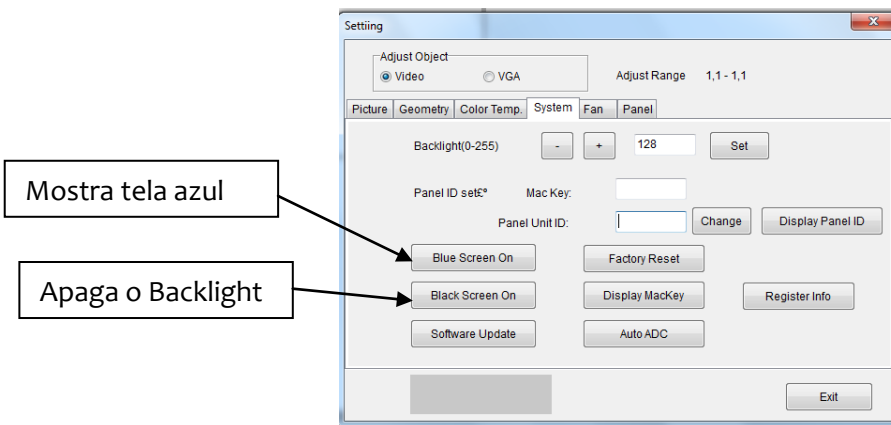 Settiing
Adjust Object
Video VGA Adjust Range 1,1 - 1,1
Picture Geometry Color Temp. System Fan Panel
Backlight(0-255) - + 128 Set
Mostra tela azul
Panel ID set£º Mac Key:
Panel Unit ID: Change Display Panel ID
Blue Screen On Factory Reset
Apaga o Backlight
Black Screen On Display MacKey Register Info
Software Update Auto ADC
Exit